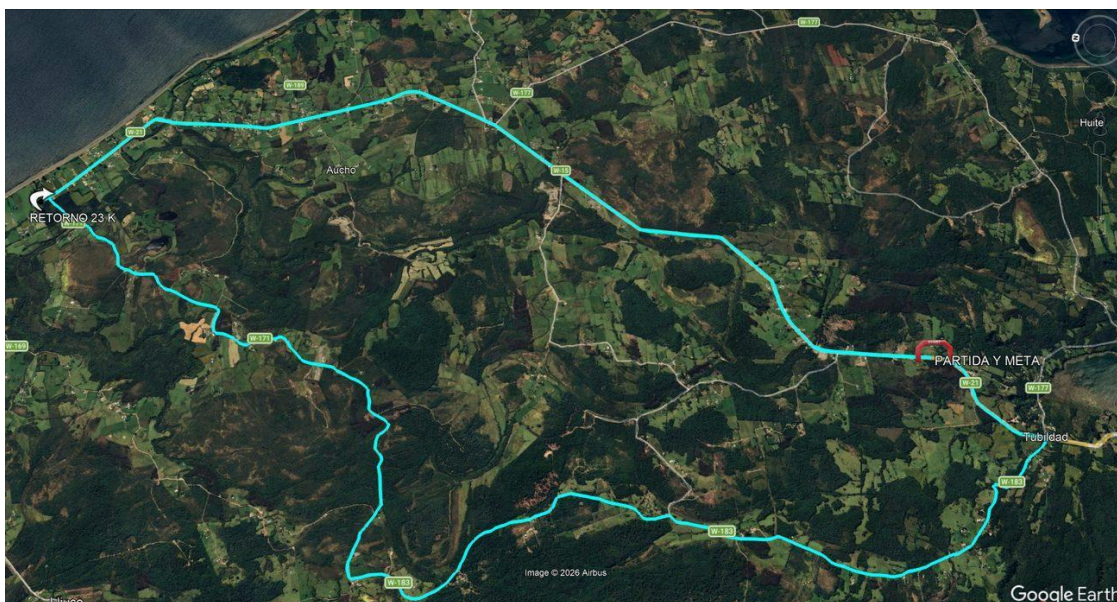 W-177
W-189
W-177
W-21
Huite
Aucho
W-15
RETORNO 23 K
W-171
W-169
PARTIDA Y META
W-21
W-177
Tubildad
W-183
W-183
W-183
Image © 2026 Airbus
Google Earth